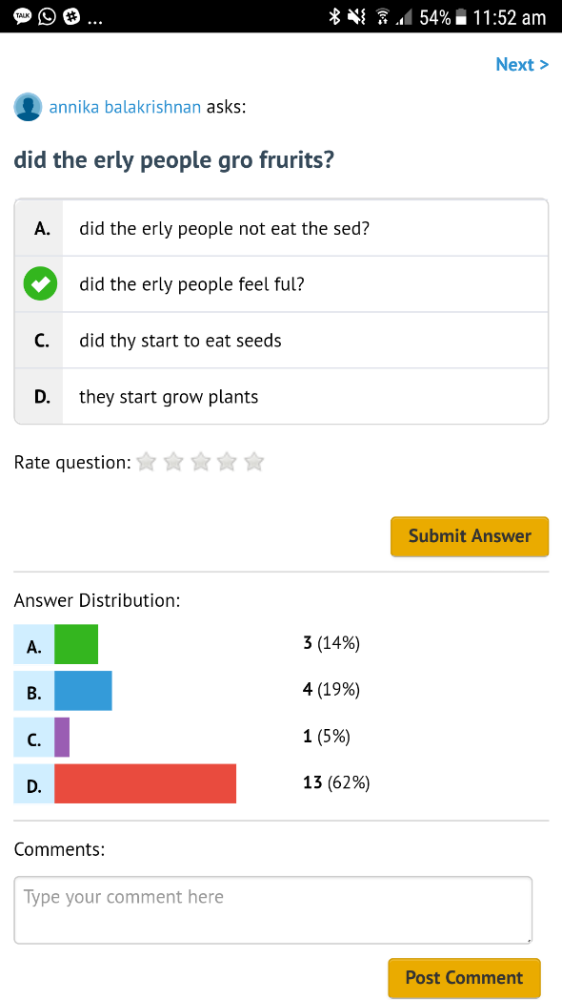 TALK ... 54% 11:52 am
Next >
annika balakrishnan asks:
did the erly people gro frurits?
A. did the erly people not eat the sed?
did the erly people feel ful?
C. did thy start to eat seeds
D. they start grow plants
Rate question:
Submit Answer
Answer Distribution:
A. 3 (14%)
B. 4 (19%)
C. 1 (5%)
D. 13 (62%)
Comments:
Type your comment here
Post Comment